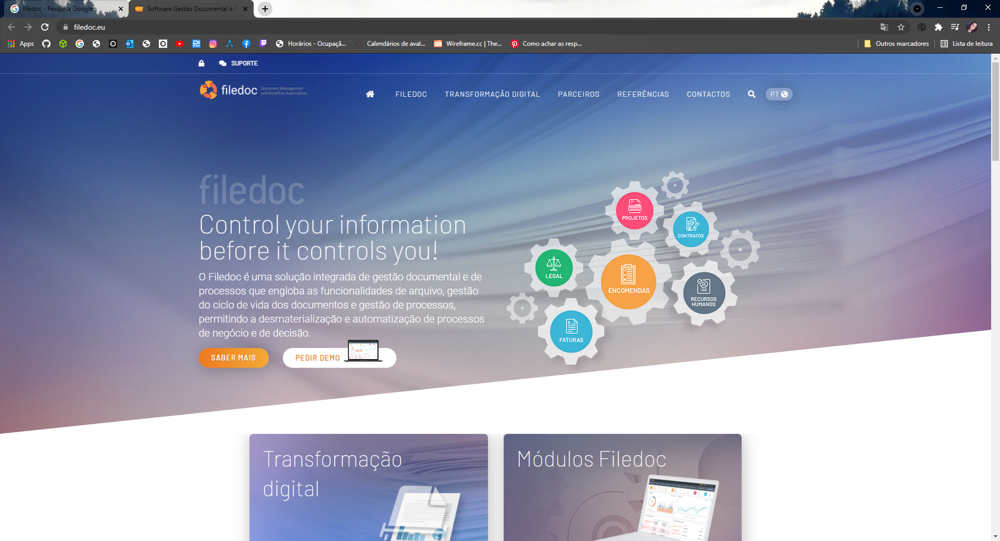 filedoc - Pesquisa Google
Software Gestão Documental e P
filedoc.eu
Apps
Horários - Ocupaçã...
Calendários de aval...
Wireframe.cc | The...
Como achar as resp...
Outros marcadores
Lista de leitura
SUPORTE
filedoc
Document Management
and Workflow Automation
FILEDOC
TRANSFORMAÇÃO DIGITAL
PARCEIROS
REFERÊNCIAS
CONTACTOS
PT
filedoc
Control your information
before it controls you!
O Filedoc é uma solução integrada de gestão documental e de
processos que engloba as funcionalidades de arquivo, gestão
do ciclo de vida dos documentos e gestão de processos,
permitindo a desmaterialização e automatização de processos
de negócio e de decisão.
SABER MAIS
PEDIR DEMO
PROJETOS
CONTRATOS
LEGAL
ENCOMENDAS
RECURSOS
HUMANOS
FATURAS
Transformação
digital
Módulos Filedoc